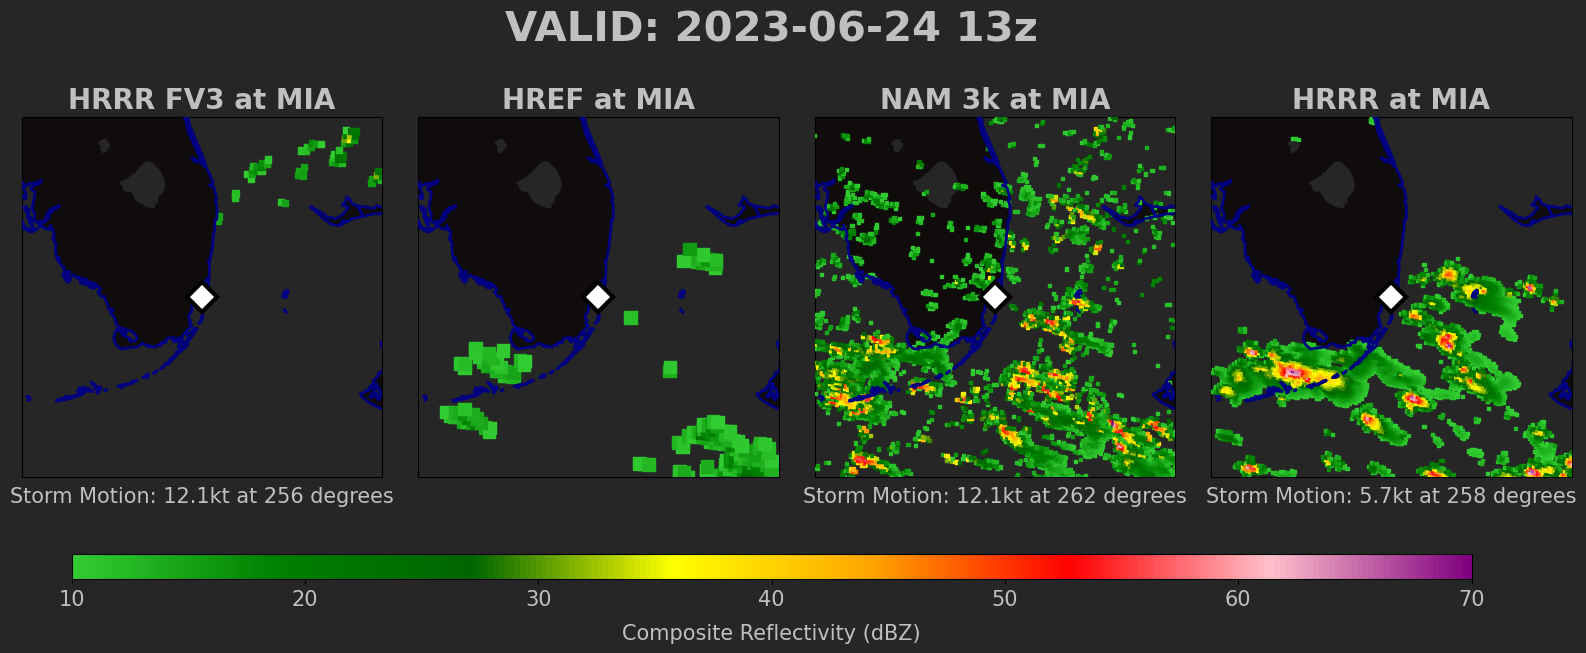 VALID: 2023-06-24 13z
HRRR FV3 at MIA
HREF at MIA
NAM 3k at MIA
HRRR at MIA
Storm Motion: 12.1kt at 256 degrees
Storm Motion: 12.1kt at 262 degrees
Storm Motion: 5.7kt at 258 degrees
10 20 30 40 50 60 70
Composite Reflectivity (dBZ)